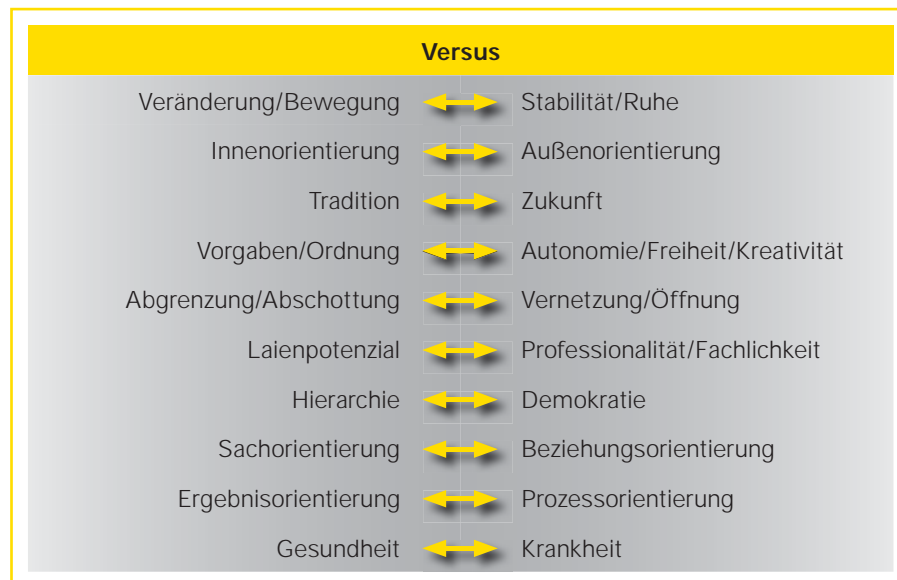 Versus
Veränderung/Bewegung Stabilität/Ruhe
Innenorientierung Außenorientierung
Tradition Zukunft
Vorgaben/Ordnung Autonomie/Freiheit/Kreativität
Abgrenzung/Abschottung Vernetzung/Öffnung
Laienpotenzial Professionalität/Fachlichkeit
Hierarchie Demokratie
Sachorientierung Beziehungsorientierung
Ergebnisorientierung Prozessorientierung
Gesundheit Krankheit